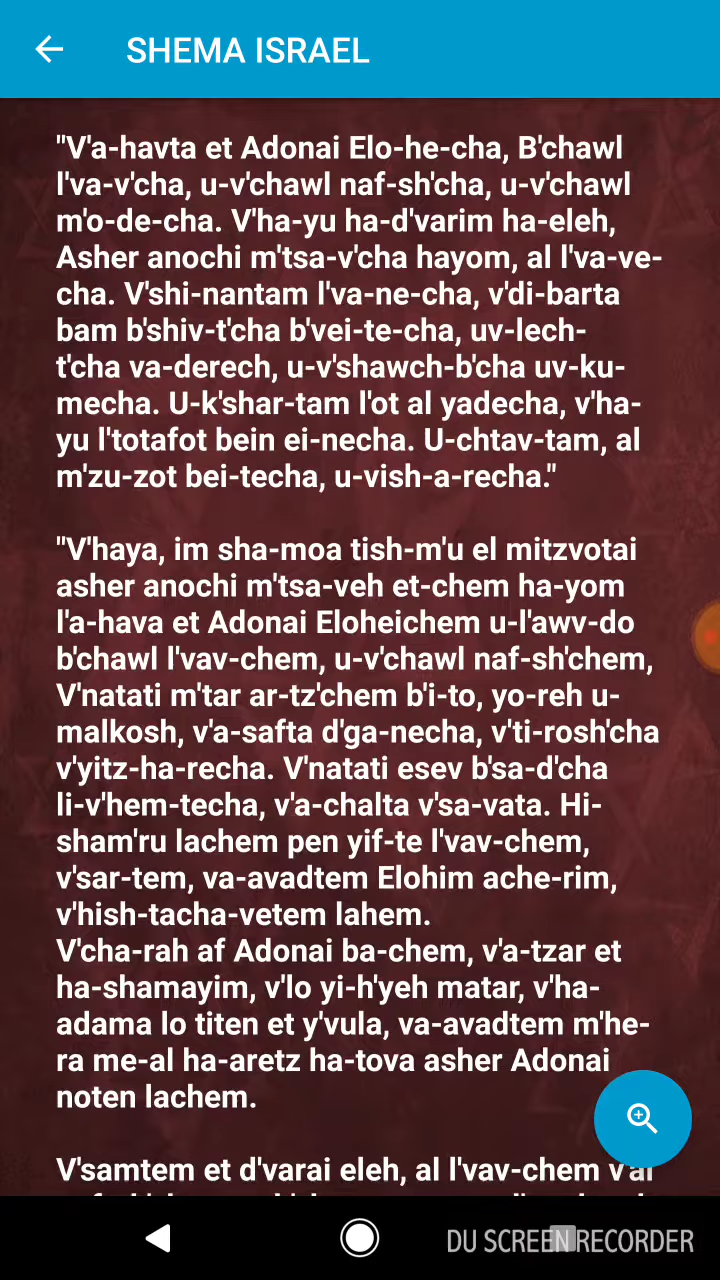 SHEMA ISRAEL
"V'a-havta et Adonai Elo-he-cha, B'chawl
l'va-v'cha, u-v'chawl naf-sh'cha, u-v'chawl
m'o-de-cha. V'ha-yu ha-d'varim ha-eleh,
Asher anochi m'tsa-v'cha hayom, al l'va-ve-
cha. V'shi-nantam l'va-ne-cha, v'di-barta
bam b'shiv-t'cha b'vei-te-cha, uv-lech-
t'cha va-derech, u-v'shawch-b'cha uv-ku-
mecha. U-k'shar-tam l'ot al yadecha, v'ha-
yu l'totafot bein ei-necha. U-chtav-tam, al
m'zu-zot bei-techa, u-vish-a-recha."
"V'haya, im sha-moa tish-m'u el mitzvotai
asher anochi m'tsa-veh et-chem ha-yom
l'a-hava et Adonai Eloheichem u-l'awv-do
b'chawl l'vav-chem, u-v'chawl naf-sh'chem,
V'natati m'tar ar-tz'chem b'i-to, yo-reh u-
malkosh, v'a-safta d'ga-necha, v'ti-rosh'cha
v'yitz-ha-recha. V'natati esev b'sa-d'cha
li-v'hem-techa, v'a-chalta v'sa-vata. Hi-
sham'ru lachem pen yif-te l'vav-chem,
v'sar-tem, va-avadtem Elohim ache-rim,
v'hish-tacha-vetem lahem.
V'cha-rah af Adonai ba-chem, v'a-tzar et
ha-shamayim, v'lo yi-h'yeh matar, v'ha-
adama lo titen et y'vula, va-avadtem m'he-
ra me-al ha-aretz ha-tova asher Adonai
noten lachem.
V'samtem et d'varai eleh, al l'vav-chem v'al
DU SCREEN RECORDER